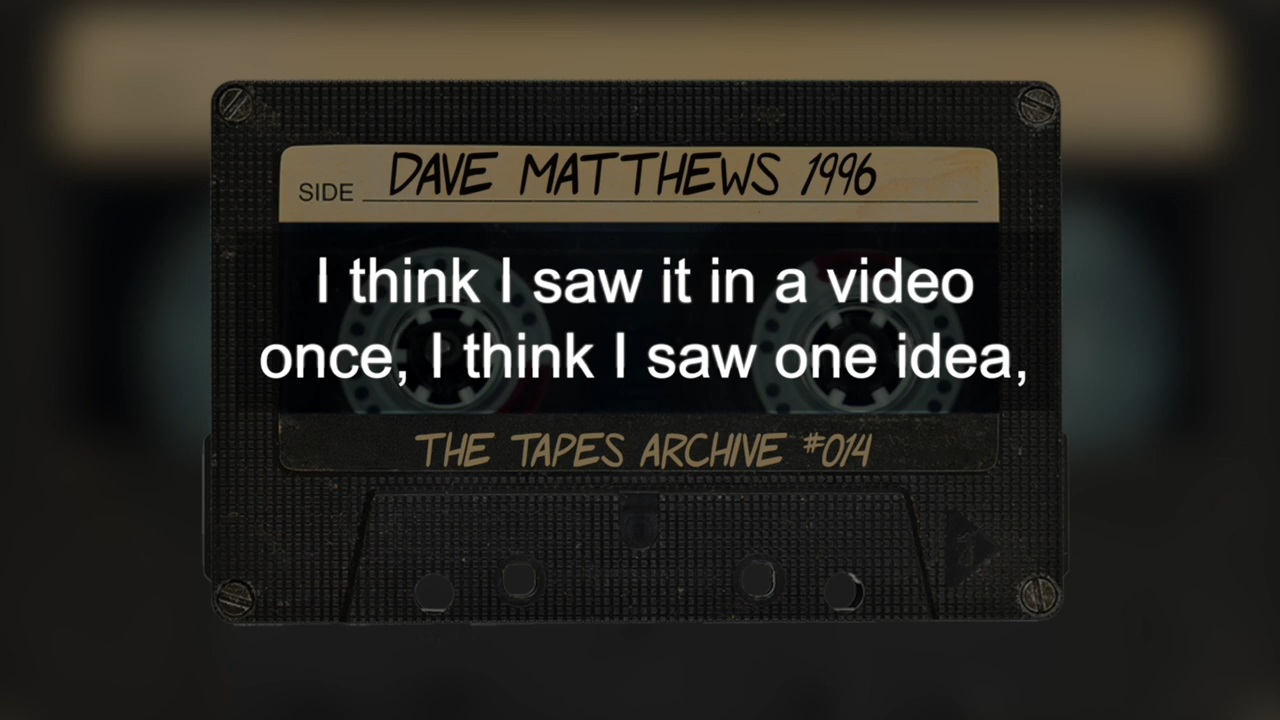 DAVE MATTHEWS 1996
SIDE
I think I saw it in a video
once, I think I saw one idea,
THE TAPES ARCHIVE #014